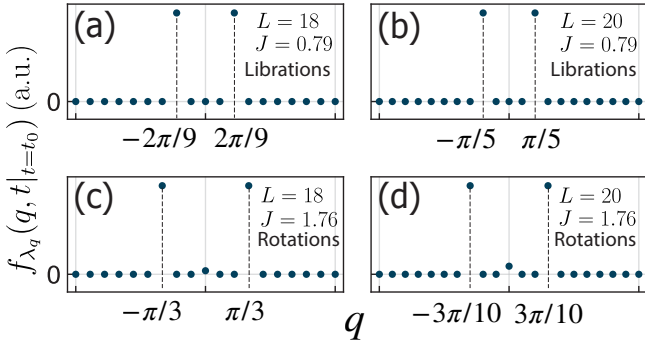 f_{λ_q}(q, t|_{t=t_0}) (a.u.)
(a)
L = 18
J = 0.79
Librations
0
−2π/9 2π/9
(b)
L = 20
J = 0.79
Librations
−π/5 π/5
(c)
L = 18
J = 1.76
Rotations
0
−π/3 π/3
(d)
L = 20
J = 1.76
Rotations
−3π/10 3π/10
q